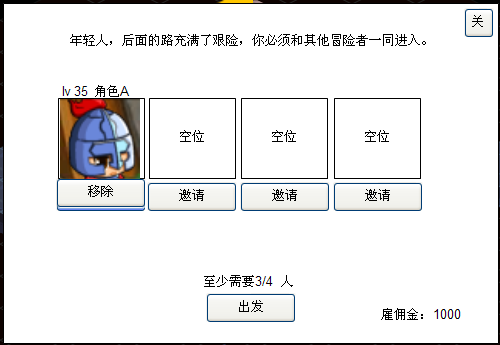 关
年轻人，后面的路充满了艰险，你必须和其他冒险者一同进入。
lv 35 角色A
空位 空位 空位
移除 邀请 邀请 邀请
至少需要3/4 人
出发
雇佣金：1000